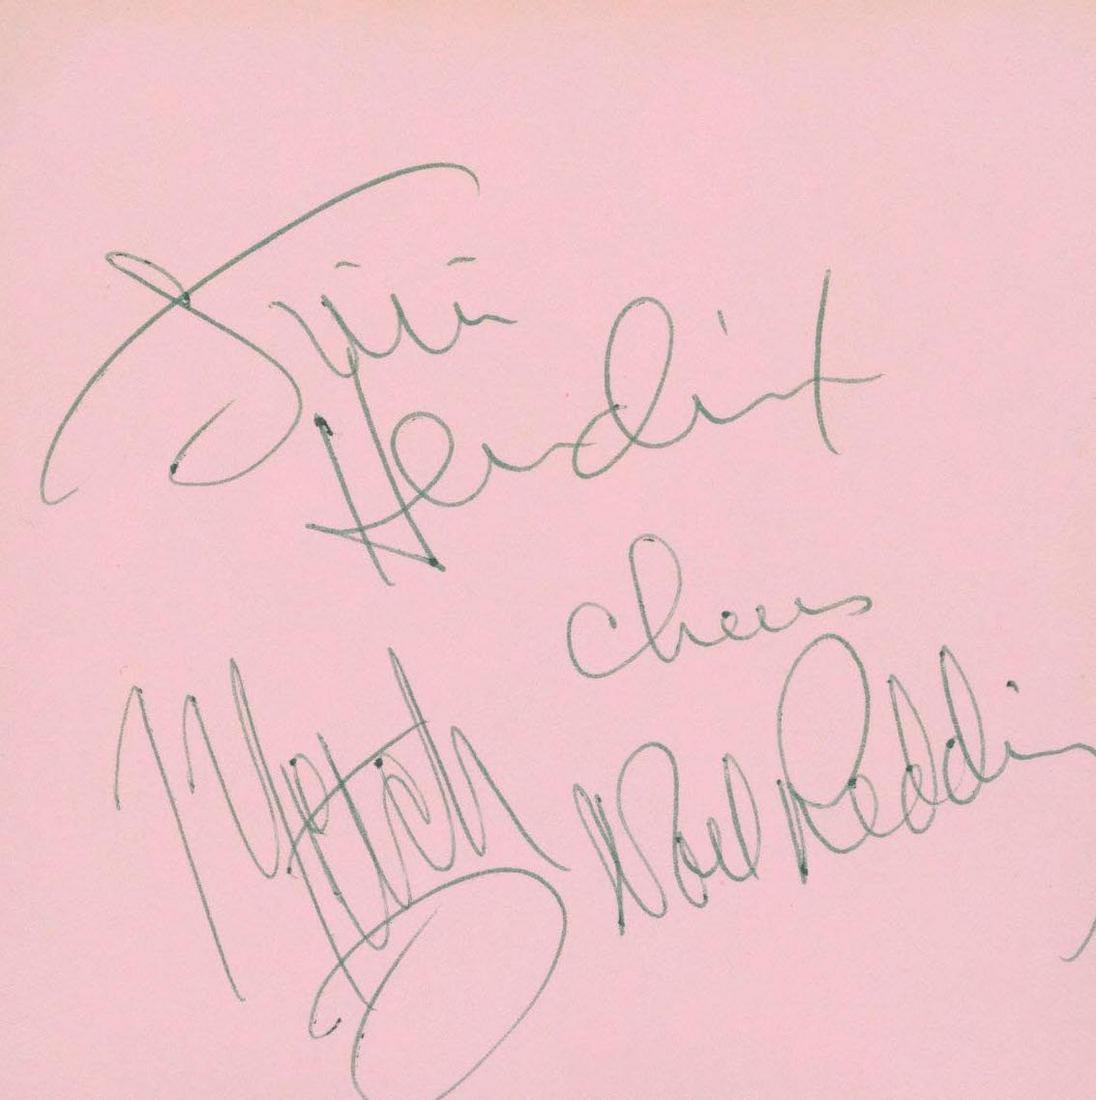 Jimi
Hendrix
cheers
Mitch
Noel Redding